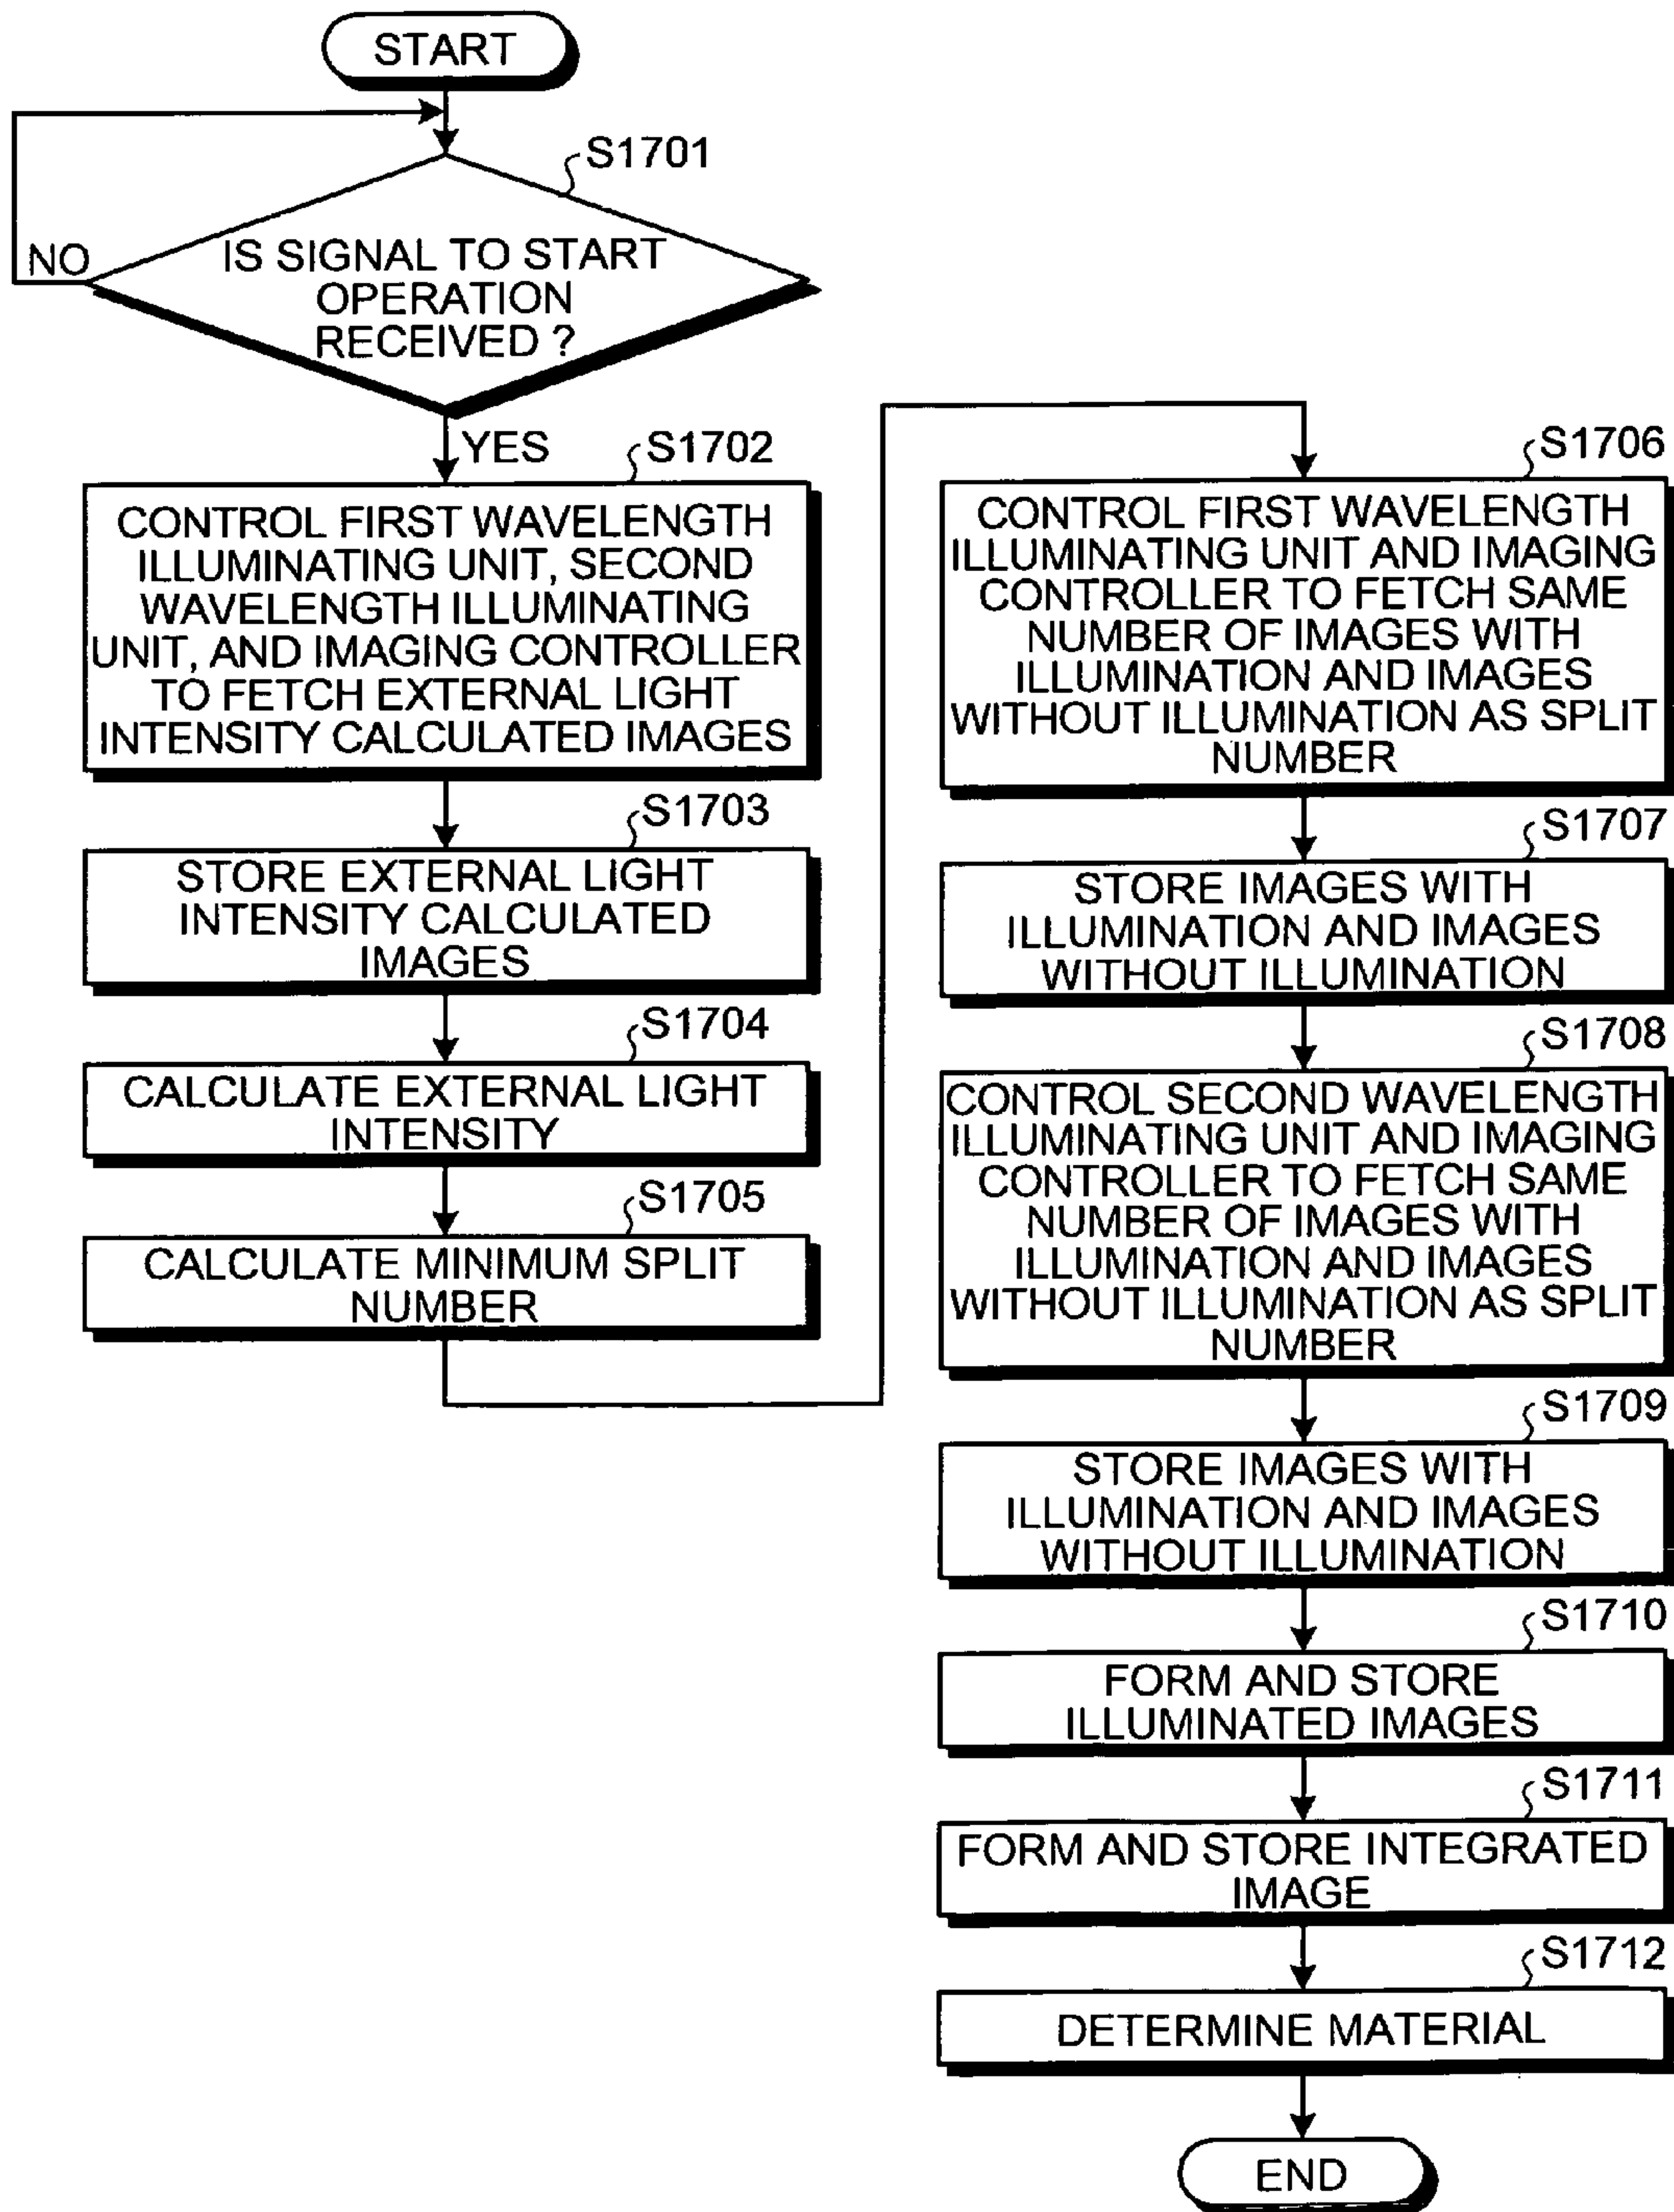 START
S1701
NO
IS SIGNAL TO START
OPERATION
RECEIVED ?
YES
S1702
CONTROL FIRST WAVELENGTH
ILLUMINATING UNIT, SECOND
WAVELENGTH ILLUMINATING
UNIT, AND IMAGING CONTROLLER
TO FETCH EXTERNAL LIGHT
INTENSITY CALCULATED IMAGES
S1703
STORE EXTERNAL LIGHT
INTENSITY CALCULATED
IMAGES
S1704
CALCULATE EXTERNAL LIGHT
INTENSITY
S1705
CALCULATE MINIMUM SPLIT
NUMBER
S1706
CONTROL FIRST WAVELENGTH
ILLUMINATING UNIT AND IMAGING
CONTROLLER TO FETCH SAME
NUMBER OF IMAGES WITH
ILLUMINATION AND IMAGES
WITHOUT ILLUMINATION AS SPLIT
NUMBER
S1707
STORE IMAGES WITH
ILLUMINATION AND IMAGES
WITHOUT ILLUMINATION
S1708
CONTROL SECOND WAVELENGTH
ILLUMINATING UNIT AND IMAGING
CONTROLLER TO FETCH SAME
NUMBER OF IMAGES WITH
ILLUMINATION AND IMAGES
WITHOUT ILLUMINATION AS SPLIT
NUMBER
S1709
STORE IMAGES WITH
ILLUMINATION AND IMAGES
WITHOUT ILLUMINATION
S1710
FORM AND STORE
ILLUMINATED IMAGES
S1711
FORM AND STORE INTEGRATED
IMAGE
S1712
DETERMINE MATERIAL
END